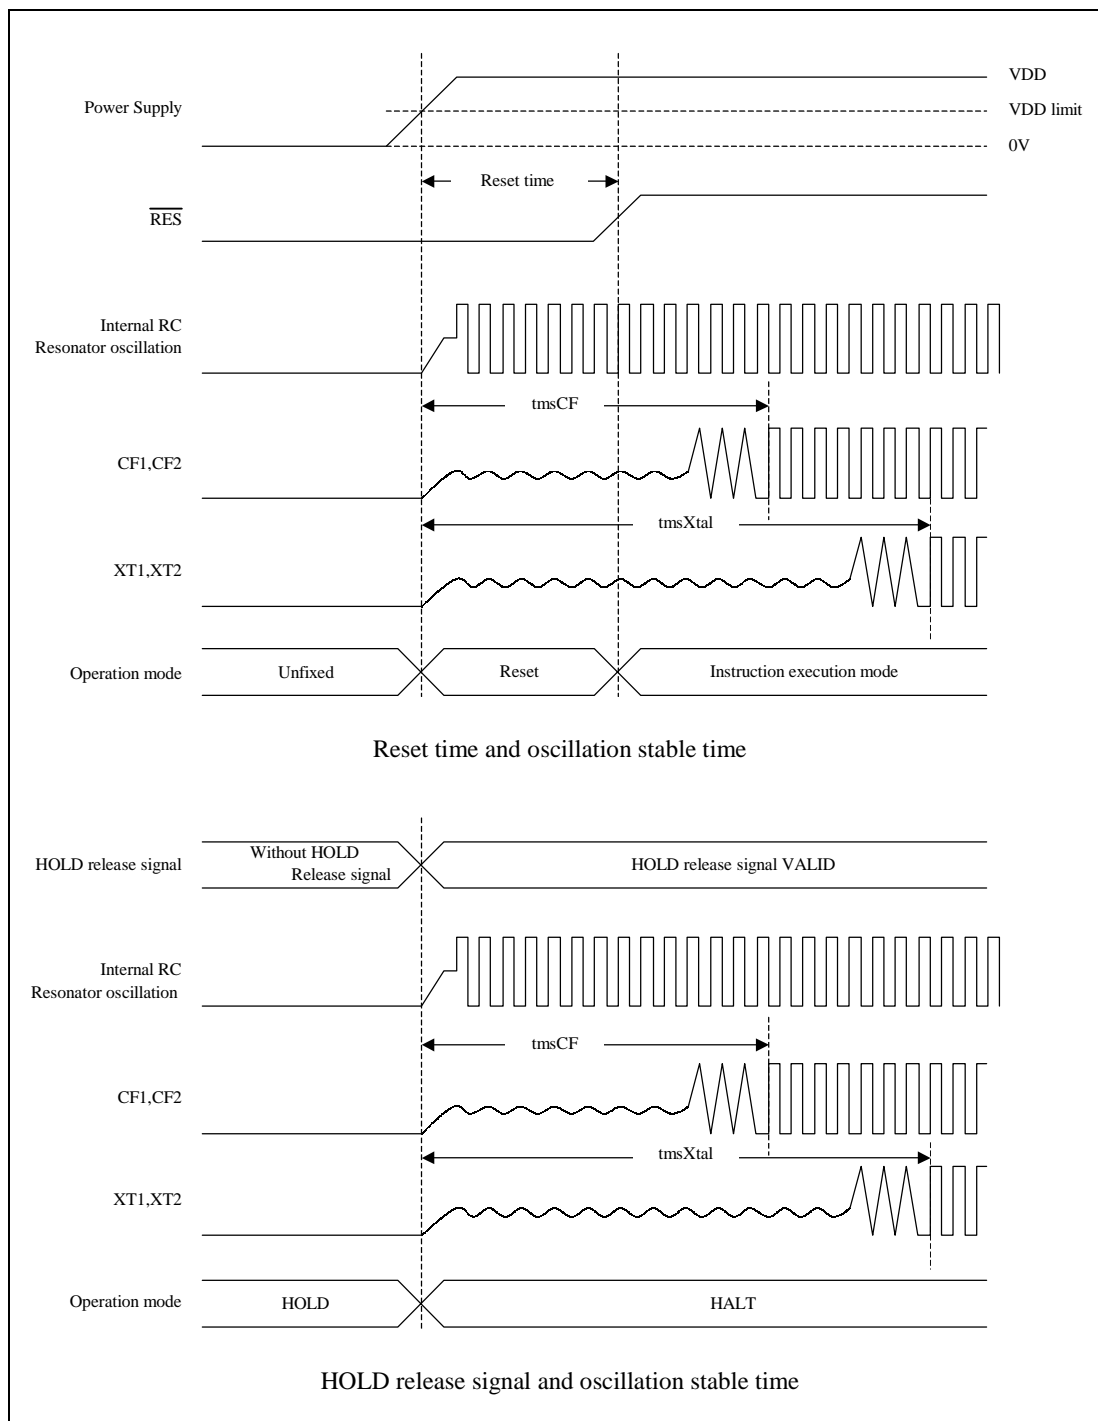 VDD
Power Supply
VDD limit
0V
Reset time
RES
Internal RC
Resonator oscillation
tmsCF
CF1,CF2
tmsXtal
XT1,XT2
Operation mode
Unfixed
Reset
Instruction execution mode
Reset time and oscillation stable time
HOLD release signal
Without HOLD
Release signal
HOLD release signal VALID
Internal RC
Resonator oscillation
tmsCF
CF1,CF2
tmsXtal
XT1,XT2
Operation mode
HOLD
HALT
HOLD release signal and oscillation stable time